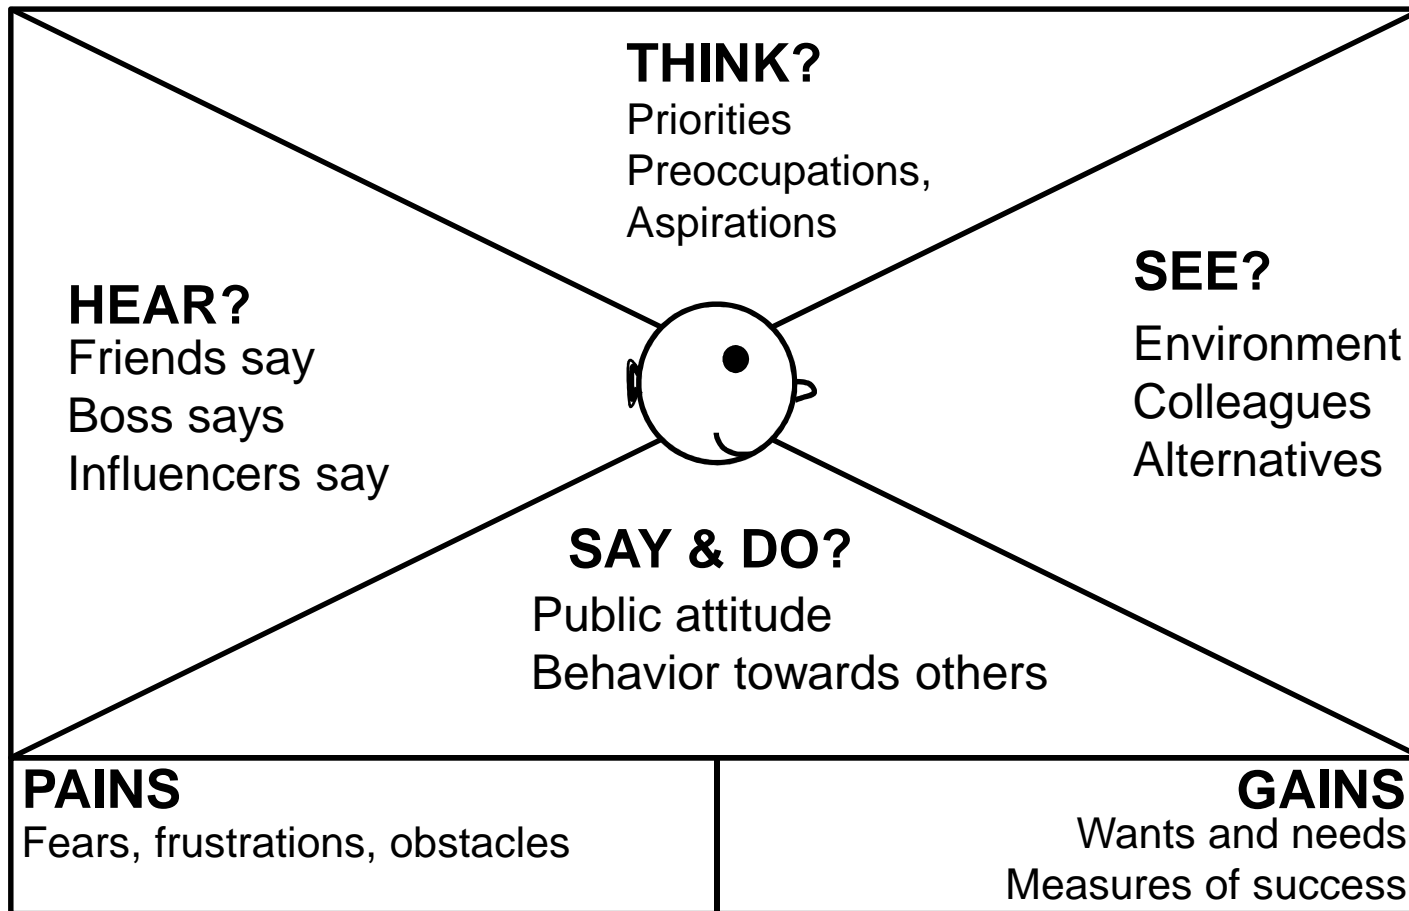 THINK?
Priorities
Preoccupations,
Aspirations
HEAR?
Friends say
Boss says
Influencers say
SEE?
Environment
Colleagues
Alternatives
SAY & DO?
Public attitude
Behavior towards others
PAINS
Fears, frustrations, obstacles
GAINS
Wants and needs
Measures of success